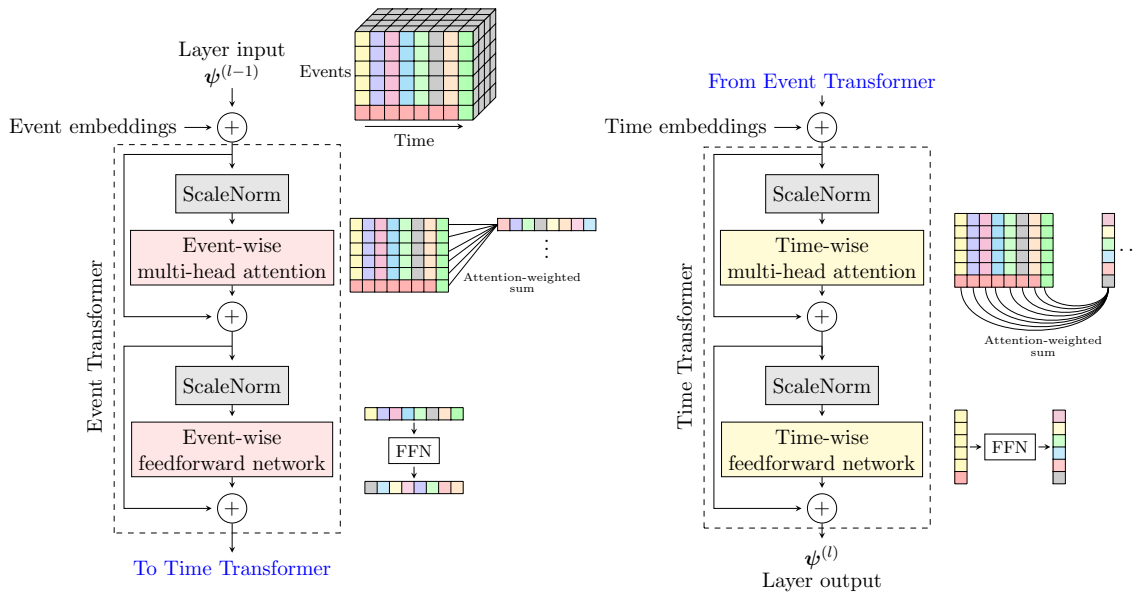 Layer input
ψ^(l−1)
Events
Time
Event embeddings
+
Event Transformer
ScaleNorm
Event-wise
multi-head attention
Attention-weighted
sum
+
ScaleNorm
Event-wise
feedforward network
FFN
+
To Time Transformer
From Event Transformer
Time embeddings
+
Time Transformer
ScaleNorm
Time-wise
multi-head attention
Attention-weighted
sum
+
ScaleNorm
Time-wise
feedforward network
FFN
+
ψ^(l)
Layer output